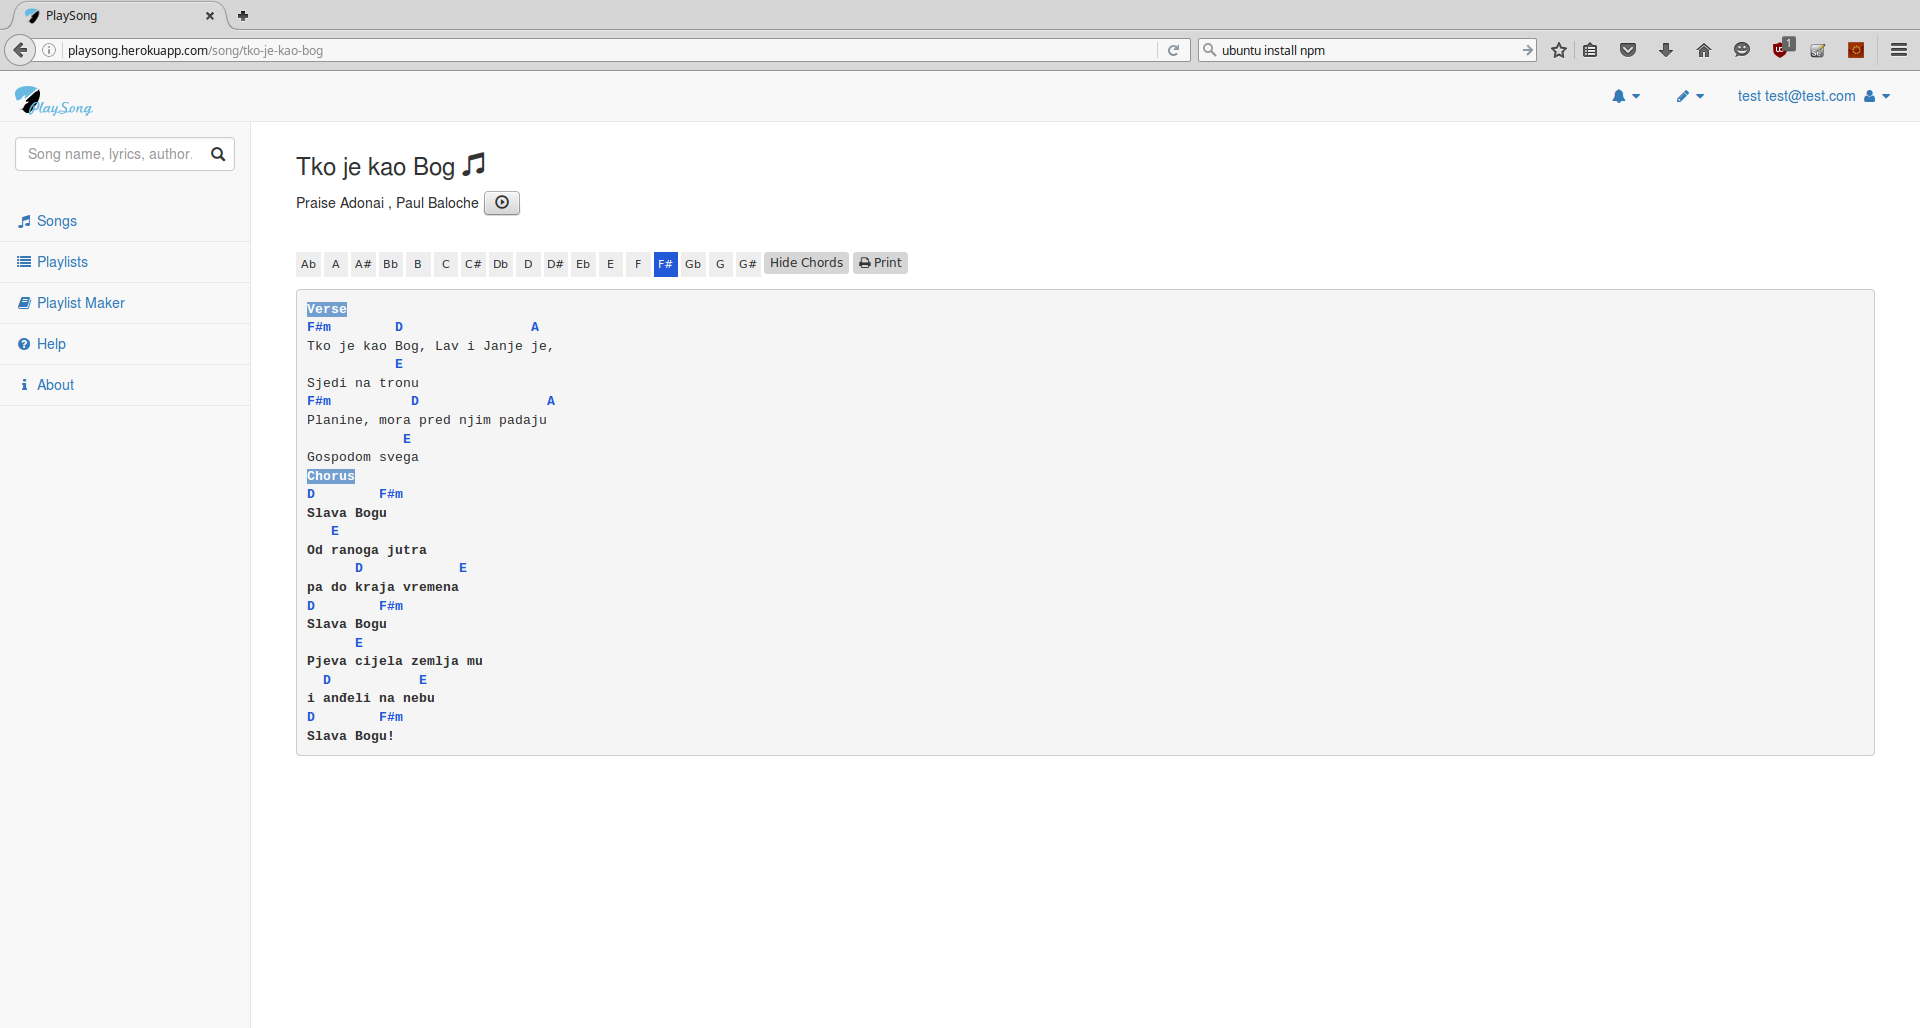 PlaySong
playsong.herokuapp.com/song/tko-je-kao-bog
ubuntu install npm
1
PlaySong
test test@test.com
Song name, lyrics, author.
Songs
Playlists
Playlist Maker
Help
About
Tko je kao Bog
Praise Adonai , Paul Baloche
Ab A A# Bb B C C# Db D D# Eb E F F# Gb G G# Hide Chords Print
Verse
F#m        D                A
Tko je kao Bog, Lav i Janje je,
           E
Sjedi na tronu
F#m          D                A
Planine, mora pred njim padaju
            E
Gospodom svega
Chorus
D        F#m
Slava Bogu
   E
Od ranoga jutra
      D            E
pa do kraja vremena
D        F#m
Slava Bogu
      E
Pjeva cijela zemlja mu
  D           E
i anđeli na nebu
D        F#m
Slava Bogu!